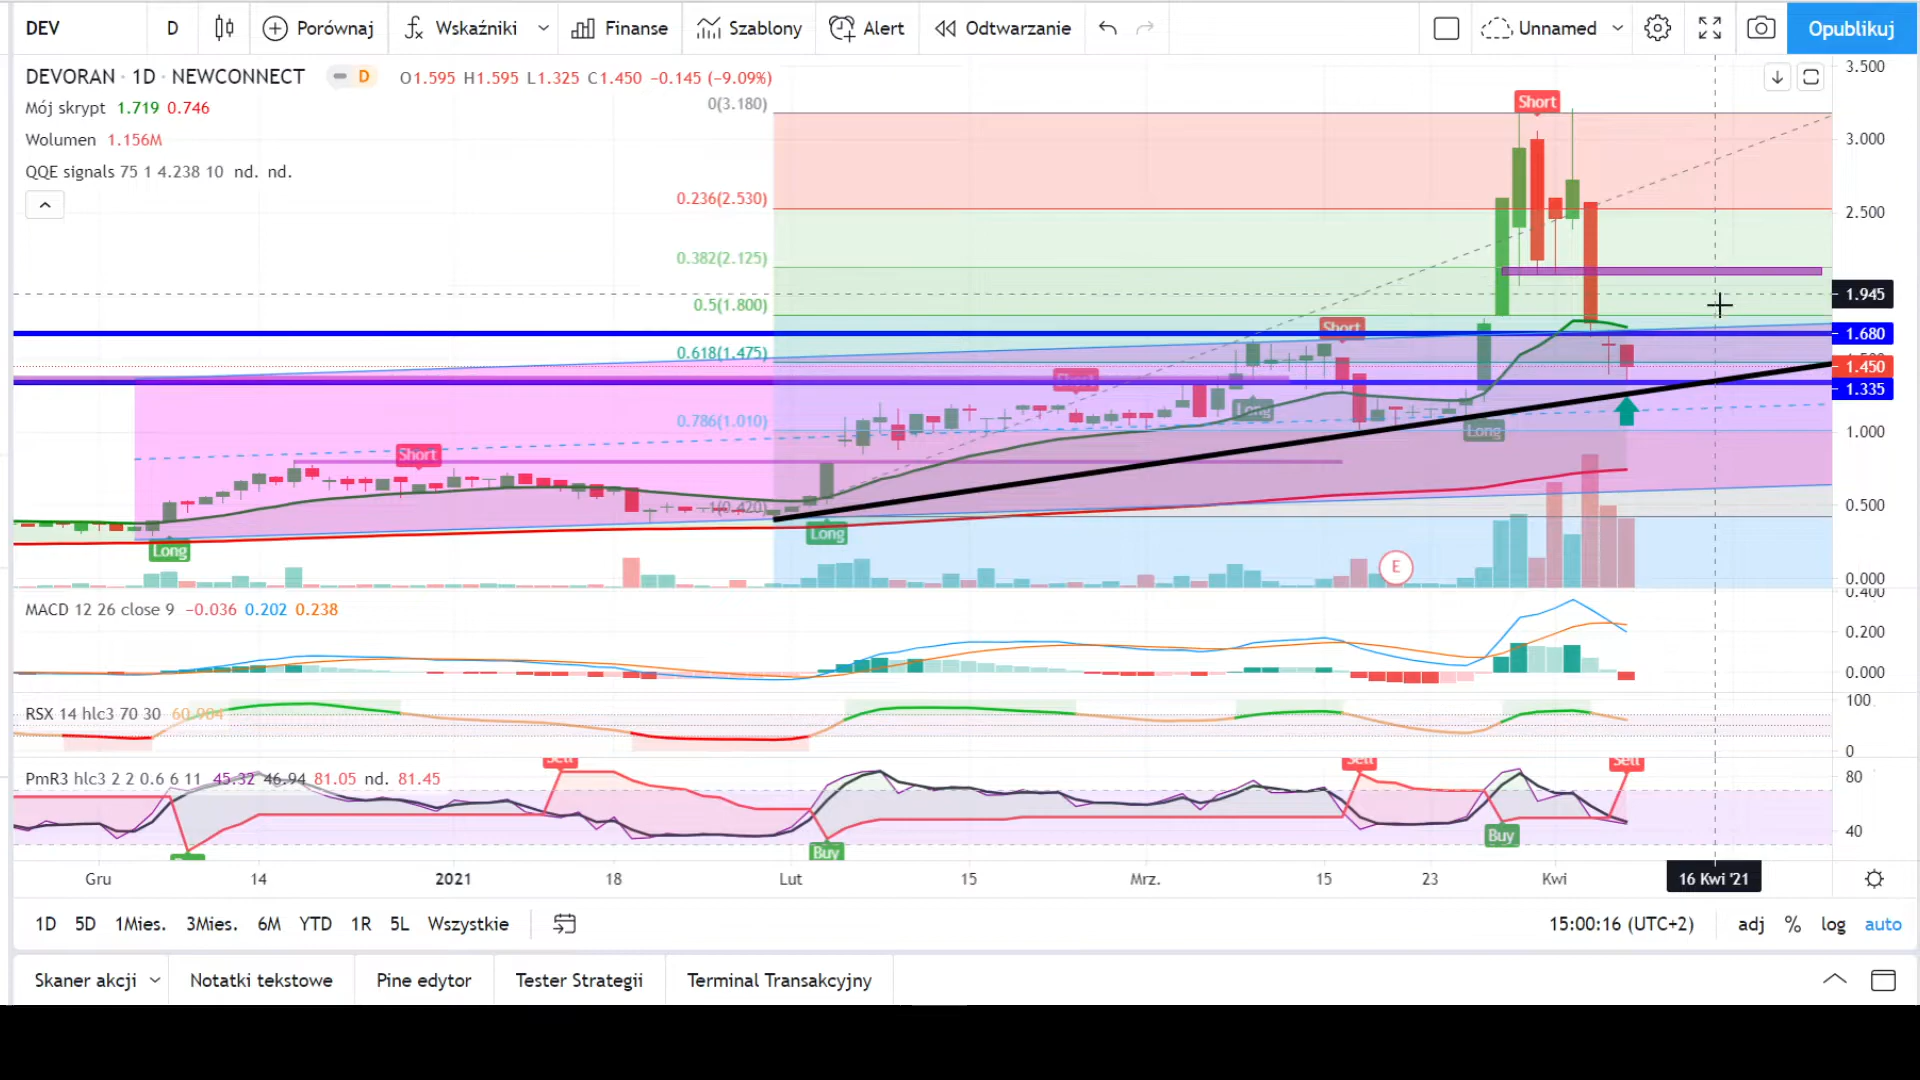 DEV D Porównaj Wskaźniki Finanse Szablony Alert Odtwarzanie Unnamed Opublikuj
DEVORAN · 1D · NEWCONNECT D O1.595 H1.595 L1.325 C1.450 −0.145 (−9.09%)
Mój skrypt 1.719 0.746
Wolumen 1.156M
QQE signals 75 1 4.238 10 nd. nd.
0(3.180)
0.236(2.530)
0.382(2.125)
0.5(1.800)
0.618(1.475)
0.786(1.010)
1(0.420)
Short
Short
Short
Short
Long
Long
Long
Long
E
3.500
3.000
2.500
1.945
1.680
1.450
1.335
1.000
0.500
0.000
MACD 12 26 close 9 −0.036 0.202 0.238
0.400
0.200
0.000
RSX 14 hlc3 70 30 60.984
100
0
PmR3 hlc3 2 2 0.6 6 11 45.32 46.94 81.05 nd. 81.45
Sell
Sell
Sell
Buy
Buy
80
40
Gru 14 2021 18 Lut 15 Mrz. 15 23 Kwi 16 Kwi '21
1D 5D 1Mies. 3Mies. 6M YTD 1R 5L Wszystkie 15:00:16 (UTC+2) adj % log auto
Skaner akcji Notatki tekstowe Pine edytor Tester Strategii Terminal Transakcyjny